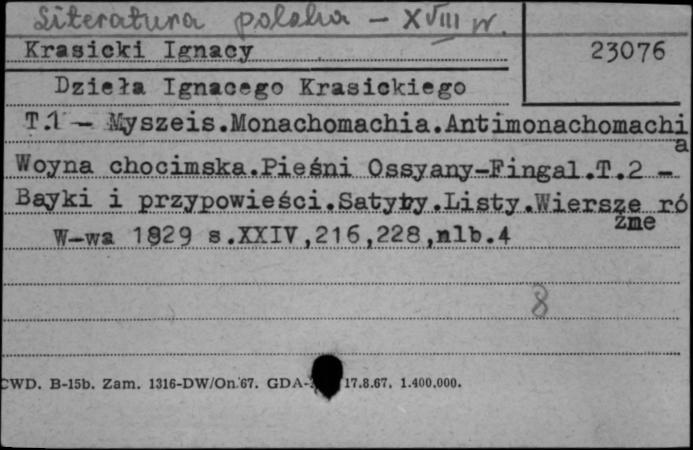 Literatura polska - XVIII w.
Krasicki Ignacy
23076
Dzieła Ignacego Krasickiego
T.1 - Myszeis.Monachomachia.Antimonachomachi
a
Woyna chocimska.Pieśni Ossyany-Fingal.T.2 -
Bayki i przypowieści.Satyry.Listy.Wiersze ró
żne
W-wa 1829 s.XXIV,216,228,nlb.4
8
CWD. B-15b. Zam. 1316-DW/On.67. GDA- 17.8.67. 1.400.000.